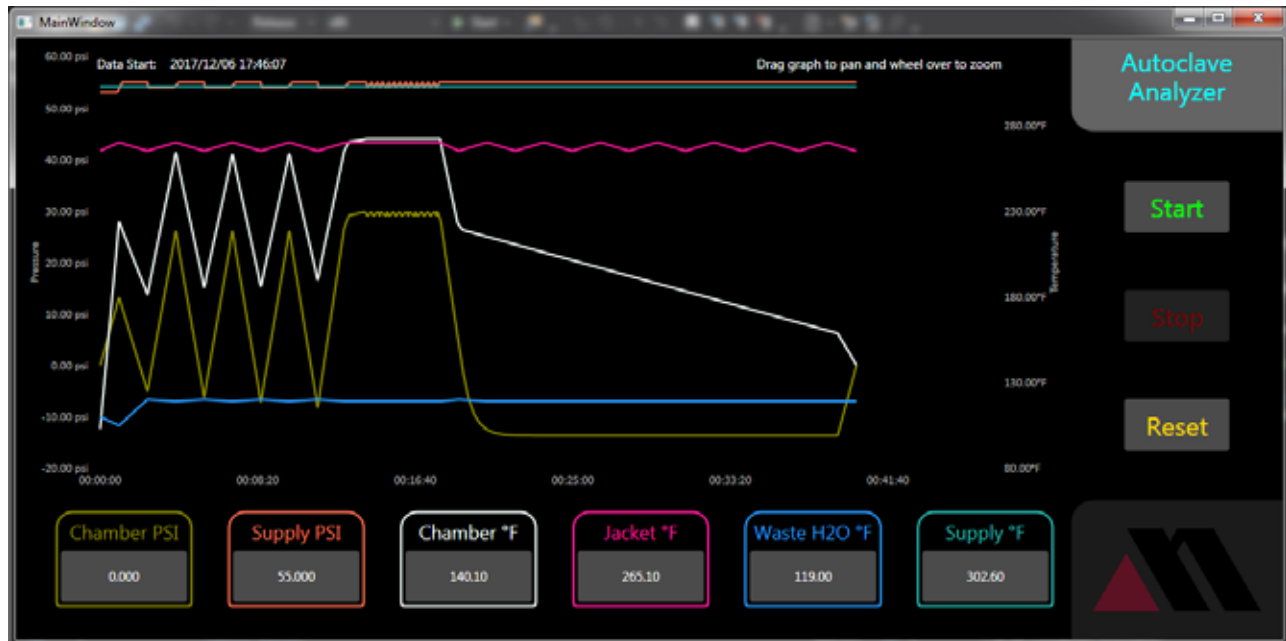 MainWindow
Release
Start
60.00 psi
Data Start: 2017/12/06 17:46:07
Drag graph to pan and wheel over to zoom
Autoclave
Analyzer
50.00 psi
280.00°F
40.00 psi
30.00 psi
230.00°F
Start
Pressure
20.00 psi
Temperature
10.00 psi
180.00°F
Stop
0.00 psi
130.00°F
-10.00 psi
Reset
-20.00 psi
80.00°F
00:00:00
00:08:20
00:16:40
00:25:00
00:33:20
00:41:40
Chamber PSI
Supply PSI
Chamber °F
Jacket °F
Waste H2O °F
Supply °F
0.000
55.000
140.10
265.10
119.00
302.60